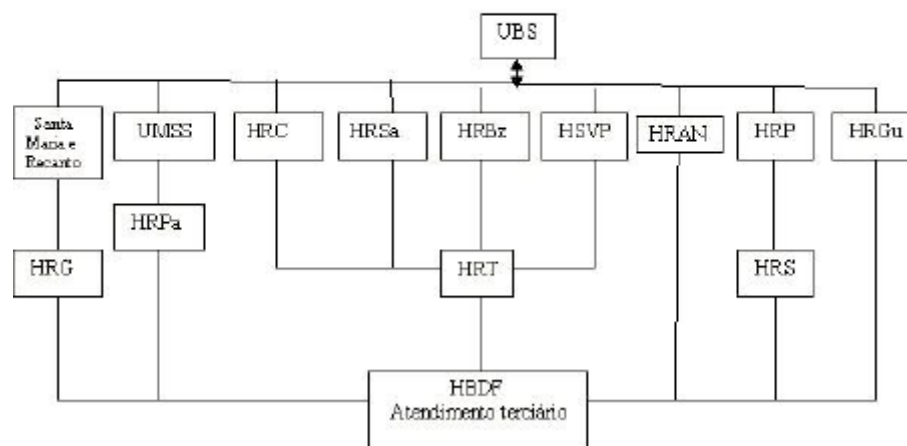 UBS
Santa
Maria e
Recanto
UMSS
HRC
HRSa
HRBz
HSVP
HRAN
HRP
HRGu
HRPa
HRG
HRT
HRS
HBDF
Atendimento terciário